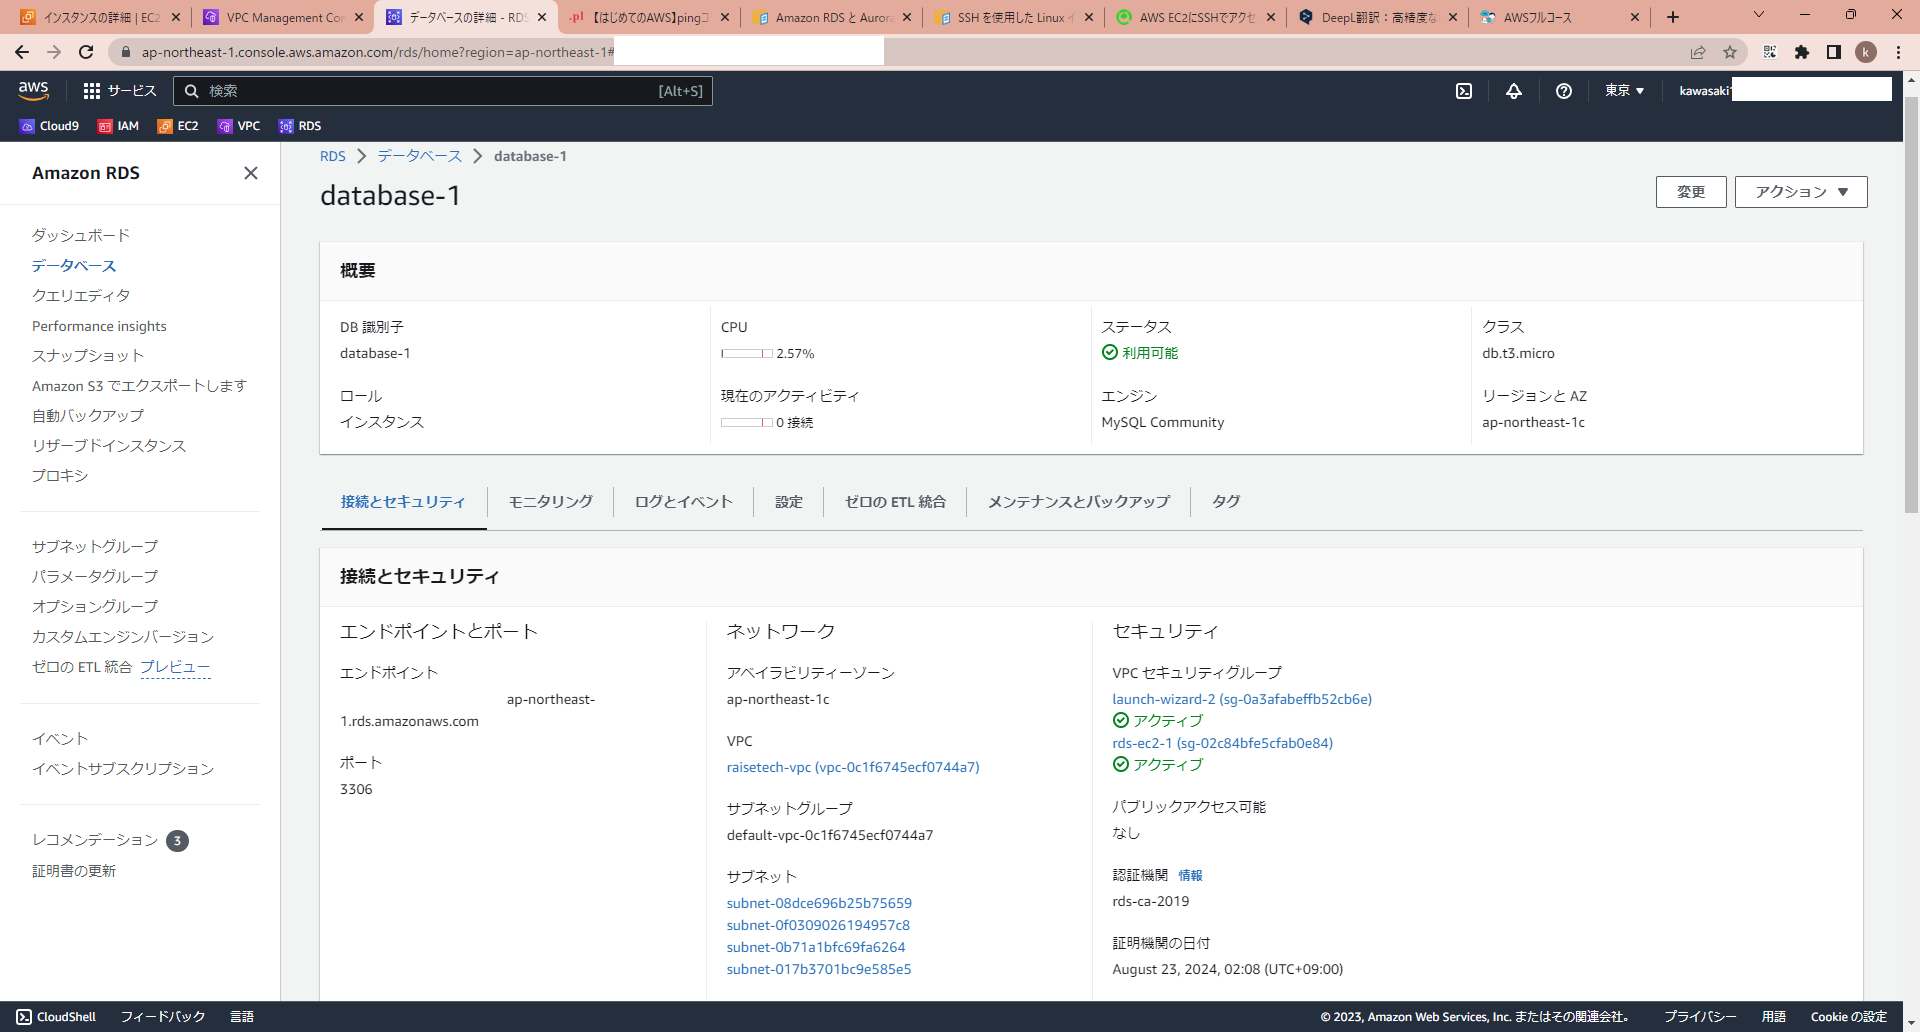 インスタンスの詳細 | EC2
VPC Management Con
データベースの詳細 - RDS
【はじめてのAWS】pingコ
Amazon RDS と Aurora
SSH を使用した Linux イ
AWS EC2にSSHでアクセ
DeepL翻訳：高精度な
AWSフルコース
ap-northeast-1.console.aws.amazon.com/rds/home?region=ap-northeast-1#
aws
サービス
検索
[Alt+S]
東京
kawasaki
Cloud9
IAM
EC2
VPC
RDS
Amazon RDS
ダッシュボード
データベース
クエリエディタ
Performance insights
スナップショット
Amazon S3 でエクスポートします
自動バックアップ
リザーブドインスタンス
プロキシ
サブネットグループ
パラメータグループ
オプショングループ
カスタムエンジンバージョン
ゼロの ETL 統合 プレビュー
イベント
イベントサブスクリプション
レコメンデーション 3
証明書の更新
RDS > データベース > database-1
database-1
変更
アクション
概要
DB 識別子
database-1
CPU
2.57%
ステータス
利用可能
クラス
db.t3.micro
ロール
インスタンス
現在のアクティビティ
0 接続
エンジン
MySQL Community
リージョンと AZ
ap-northeast-1c
接続とセキュリティ
モニタリング
ログとイベント
設定
ゼロの ETL 統合
メンテナンスとバックアップ
タグ
接続とセキュリティ
エンドポイントとポート
エンドポイント
ap-northeast-
1.rds.amazonaws.com
ポート
3306
ネットワーク
アベイラビリティーゾーン
ap-northeast-1c
VPC
raisetech-vpc (vpc-0c1f6745ecf0744a7)
サブネットグループ
default-vpc-0c1f6745ecf0744a7
サブネット
subnet-08dce696b25b75659
subnet-0f0309026194957c8
subnet-0b71a1bfc69fa6264
subnet-017b3701bc9e585e5
セキュリティ
VPC セキュリティグループ
launch-wizard-2 (sg-0a3afabeffb52cb6e)
アクティブ
rds-ec2-1 (sg-02c84bfe5cfab0e84)
アクティブ
パブリックアクセス可能
なし
認証機関 情報
rds-ca-2019
証明機関の日付
August 23, 2024, 02:08 (UTC+09:00)
CloudShell
フィードバック
言語
© 2023, Amazon Web Services, Inc. またはその関連会社。
プライバシー
用語
Cookie の設定